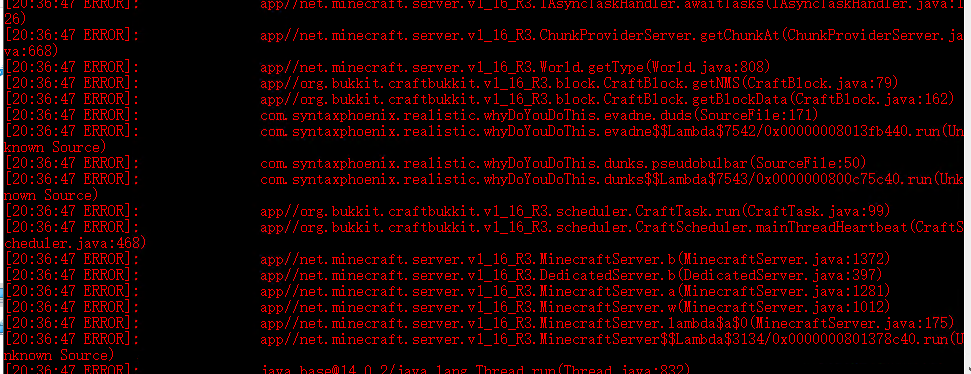 [20:36:47 ERROR]: app//net.minecraft.server.v1_16_R3.IAsyncTaskHandler.awaitTasks(IAsyncTaskHandler.java:1
26)
[20:36:47 ERROR]: app//net.minecraft.server.v1_16_R3.ChunkProviderServer.getChunkAt(ChunkProviderServer.ja
va:668)
[20:36:47 ERROR]: app//net.minecraft.server.v1_16_R3.World.getType(World.java:808)
[20:36:47 ERROR]: app//org.bukkit.craftbukkit.v1_16_R3.block.CraftBlock.getNMS(CraftBlock.java:79)
[20:36:47 ERROR]: app//org.bukkit.craftbukkit.v1_16_R3.block.CraftBlock.getBlockData(CraftBlock.java:162)
[20:36:47 ERROR]: com.syntaxphoenix.realistic.whyDoYouDoThis.evadne.duds(SourceFile:171)
[20:36:47 ERROR]: com.syntaxphoenix.realistic.whyDoYouDoThis.evadne$$Lambda$7542/0x00000008013fb440.run(Un
known Source)
[20:36:47 ERROR]: com.syntaxphoenix.realistic.whyDoYouDoThis.dunks.pseudobulbar(SourceFile:50)
[20:36:47 ERROR]: com.syntaxphoenix.realistic.whyDoYouDoThis.dunks$$Lambda$7543/0x0000000800c75c40.run(Unk
nown Source)
[20:36:47 ERROR]: app//org.bukkit.craftbukkit.v1_16_R3.scheduler.CraftTask.run(CraftTask.java:99)
[20:36:47 ERROR]: app//org.bukkit.craftbukkit.v1_16_R3.scheduler.CraftScheduler.mainThreadHeartbeat(CraftS
cheduler.java:468)
[20:36:47 ERROR]: app//net.minecraft.server.v1_16_R3.MinecraftServer.b(MinecraftServer.java:1372)
[20:36:47 ERROR]: app//net.minecraft.server.v1_16_R3.DedicatedServer.b(DedicatedServer.java:397)
[20:36:47 ERROR]: app//net.minecraft.server.v1_16_R3.MinecraftServer.a(MinecraftServer.java:1281)
[20:36:47 ERROR]: app//net.minecraft.server.v1_16_R3.MinecraftServer.w(MinecraftServer.java:1012)
[20:36:47 ERROR]: app//net.minecraft.server.v1_16_R3.MinecraftServer.lambda$a$0(MinecraftServer.java:175)
[20:36:47 ERROR]: app//net.minecraft.server.v1_16_R3.MinecraftServer$$Lambda$3134/0x0000000801378c40.run(U
nknown Source)
[20:36:47 ERROR]: java.base@14.0.2/java.lang.Thread.run(Thread.java:832)